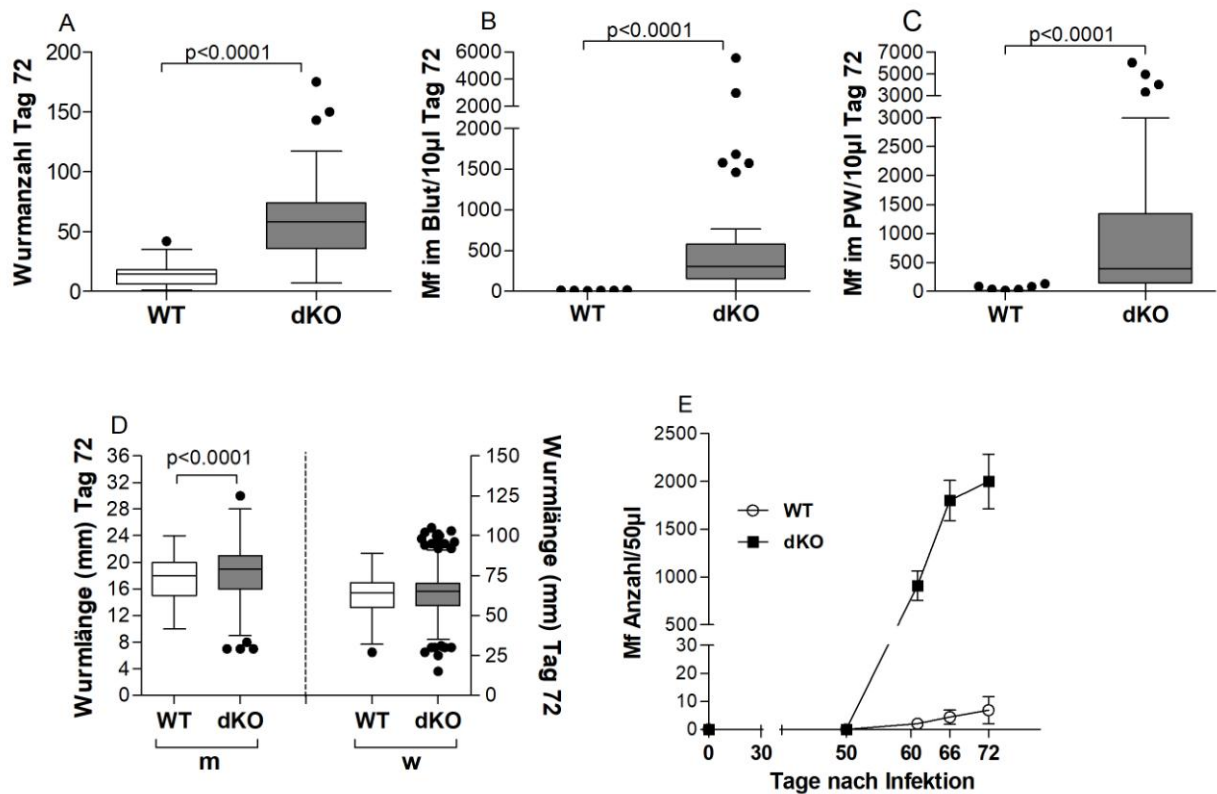 A
p<0.0001
Wurmanzahl Tag 72
200
150
100
50
0
WT
dKO
B
p<0.0001
Mf im Blut/10µl Tag 72
6000
4000
2000
2000
1500
1000
500
0
WT
dKO
C
p<0.0001
Mf im PW/10µl Tag 72
7000
5000
3000
3000
2500
2000
1500
1000
500
0
WT
dKO
D
p<0.0001
Wurmlänge (mm) Tag 72
36
32
28
24
20
16
12
8
4
0
150
125
100
75
50
25
0
Wurmlänge (mm) Tag 72
WT
dKO
WT
dKO
m
w
E
Mf Anzahl/50µl
2500
2000
1500
1000
500
30
20
10
0
WT
dKO
0
30
50
60
66
72
Tage nach Infektion